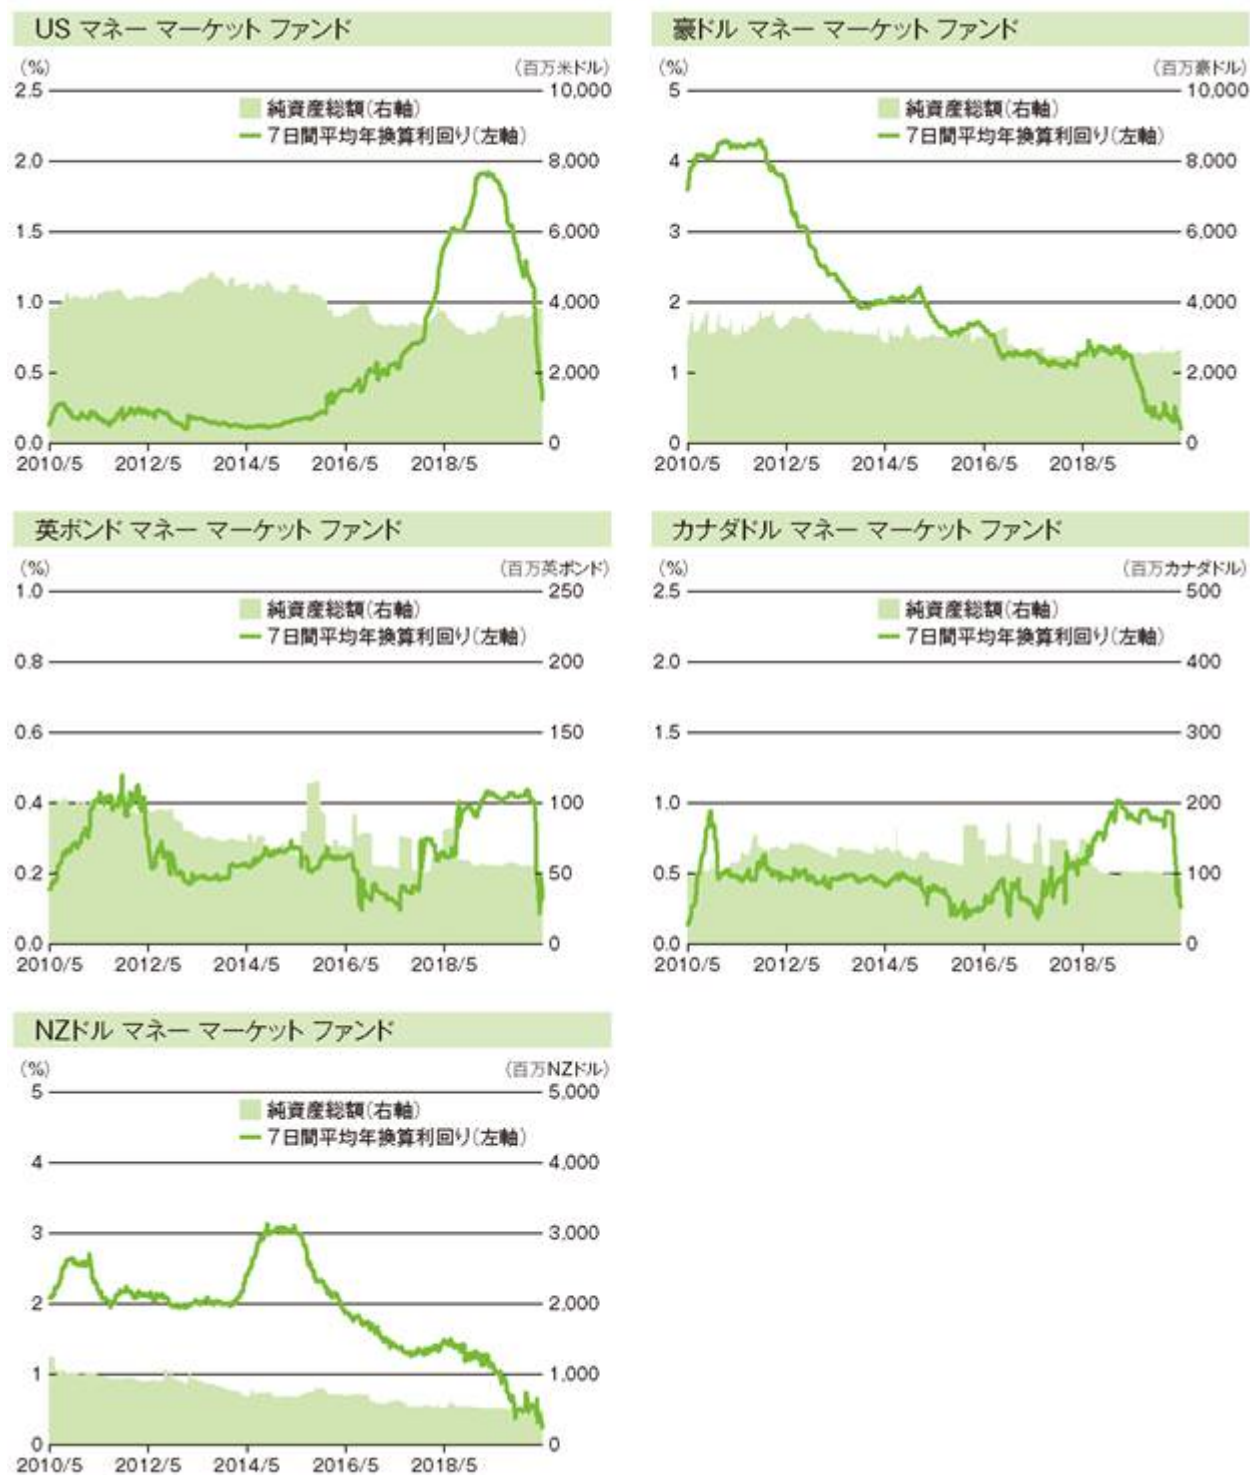 US マネー マーケット ファンド
(%)
(百万米ドル)
2.5
10,000
純資産総額(右軸)
7日間平均年換算利回り(左軸)
2.0
8,000
1.5
6,000
1.0
4,000
0.5
2,000
0.0
0
2010/5 2012/5 2014/5 2016/5 2018/5
豪ドル マネー マーケット ファンド
(%)
(百万豪ドル)
5
10,000
純資産総額(右軸)
7日間平均年換算利回り(左軸)
4
8,000
3
6,000
2
4,000
1
2,000
0
0
2010/5 2012/5 2014/5 2016/5 2018/5
英ポンド マネー マーケット ファンド
(%)
(百万英ポンド)
1.0
250
純資産総額(右軸)
7日間平均年換算利回り(左軸)
0.8
200
0.6
150
0.4
100
0.2
50
0.0
0
2010/5 2012/5 2014/5 2016/5 2018/5
カナダドル マネー マーケット ファンド
(%)
(百万カナダドル)
2.5
500
純資産総額(右軸)
7日間平均年換算利回り(左軸)
2.0
400
1.5
300
1.0
200
0.5
100
0.0
0
2010/5 2012/5 2014/5 2016/5 2018/5
NZドル マネー マーケット ファンド
(%)
(百万NZドル)
5
5,000
純資産総額(右軸)
7日間平均年換算利回り(左軸)
4
4,000
3
3,000
2
2,000
1
1,000
0
0
2010/5 2012/5 2014/5 2016/5 2018/5